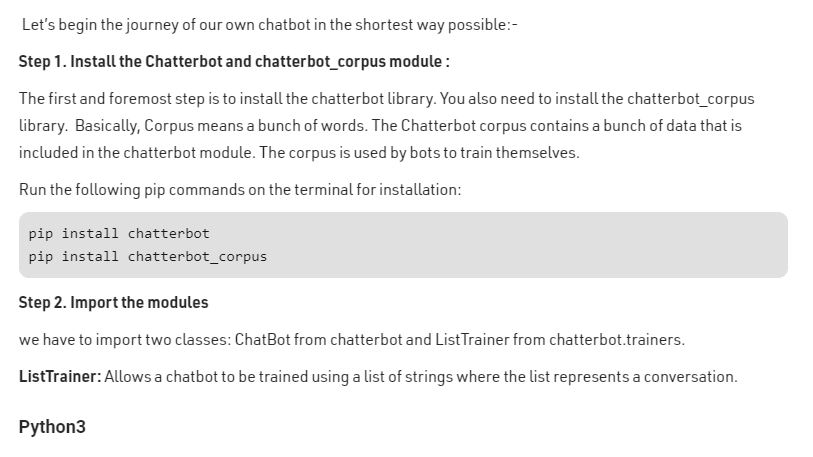 Let's begin the journey of our own chatbot in the shortest way possible:-
Step 1. Install the Chatterbot and chatterbot_corpus module :
The first and foremost step is to install the chatterbot library. You also need to install the chatterbot_corpus
library.  Basically, Corpus means a bunch of words. The Chatterbot corpus contains a bunch of data that is
included in the chatterbot module. The corpus is used by bots to train themselves.
Run the following pip commands on the terminal for installation:
pip install chatterbot
pip install chatterbot_corpus
Step 2. Import the modules
we have to import two classes: ChatBot from chatterbot and ListTrainer from chatterbot.trainers.
ListTrainer: Allows a chatbot to be trained using a list of strings where the list represents a conversation.
Python3